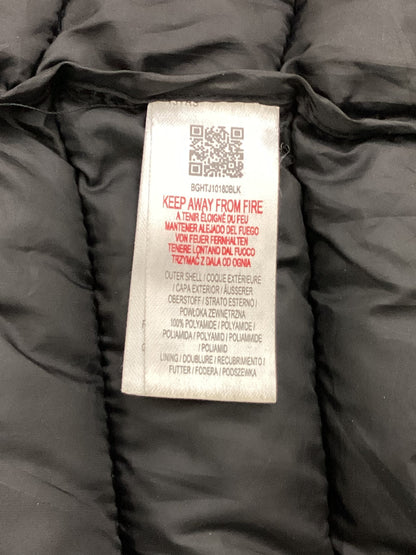 BGHTJ10180BLK
KEEP AWAY FROM FIRE
A TENIR ÉLOIGNÉ DU FEU
MANTENER ALEJADO DEL FUEGO
VON FEUER FERNHALTEN
TENERE LONTANO DAL FUOCO
TRZYMAĆ Z DALA OD OGNIA
OUTER SHELL / COQUE EXTÉRIEURE
/ CAPA EXTERIOR / ÄUSSERER
OBERSTOFF / STRATO ESTERNO /
POWŁOKA ZEWNĘTRZNA
100% POLYAMIDE / POLYAMIDE /
POLIAMIDA / POLYAMID / POLIAMMIDE
/ POLIAMID
LINING / DOUBLURE / RECUBRIMIENTO /
FUTTER / FODERA / PODSZEWKA